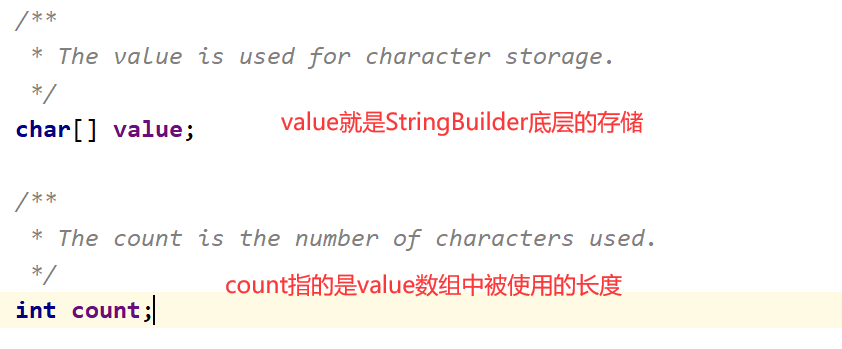 /**
* The value is used for character storage.
*/
char[] value;
value就是StringBuilder底层的存储
/**
* The count is the number of characters used.
*/
count指的是value数组中被使用的长度
int count;